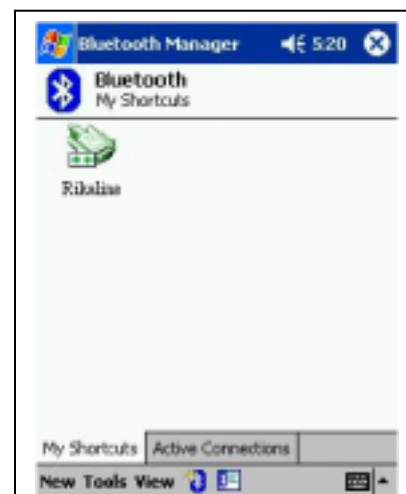 Bluetooth Manager 5:20
Bluetooth
My Shortcuts
Rikaline
My Shortcuts Active Connections
New Tools View